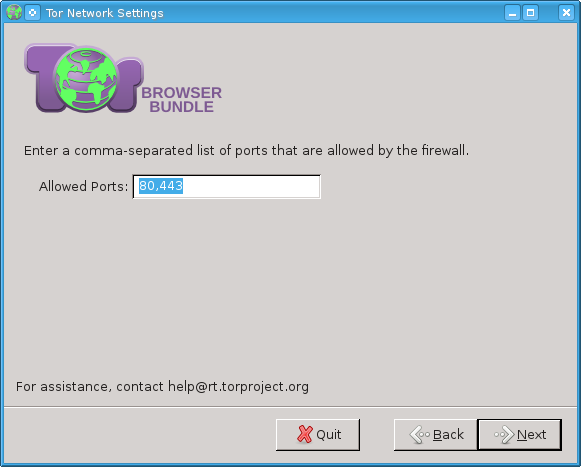 Tor Network Settings
Tor
BROWSER
BUNDLE
Enter a comma-separated list of ports that are allowed by the firewall.
Allowed Ports: 80,443
For assistance, contact help@rt.torproject.org
Quit Back Next